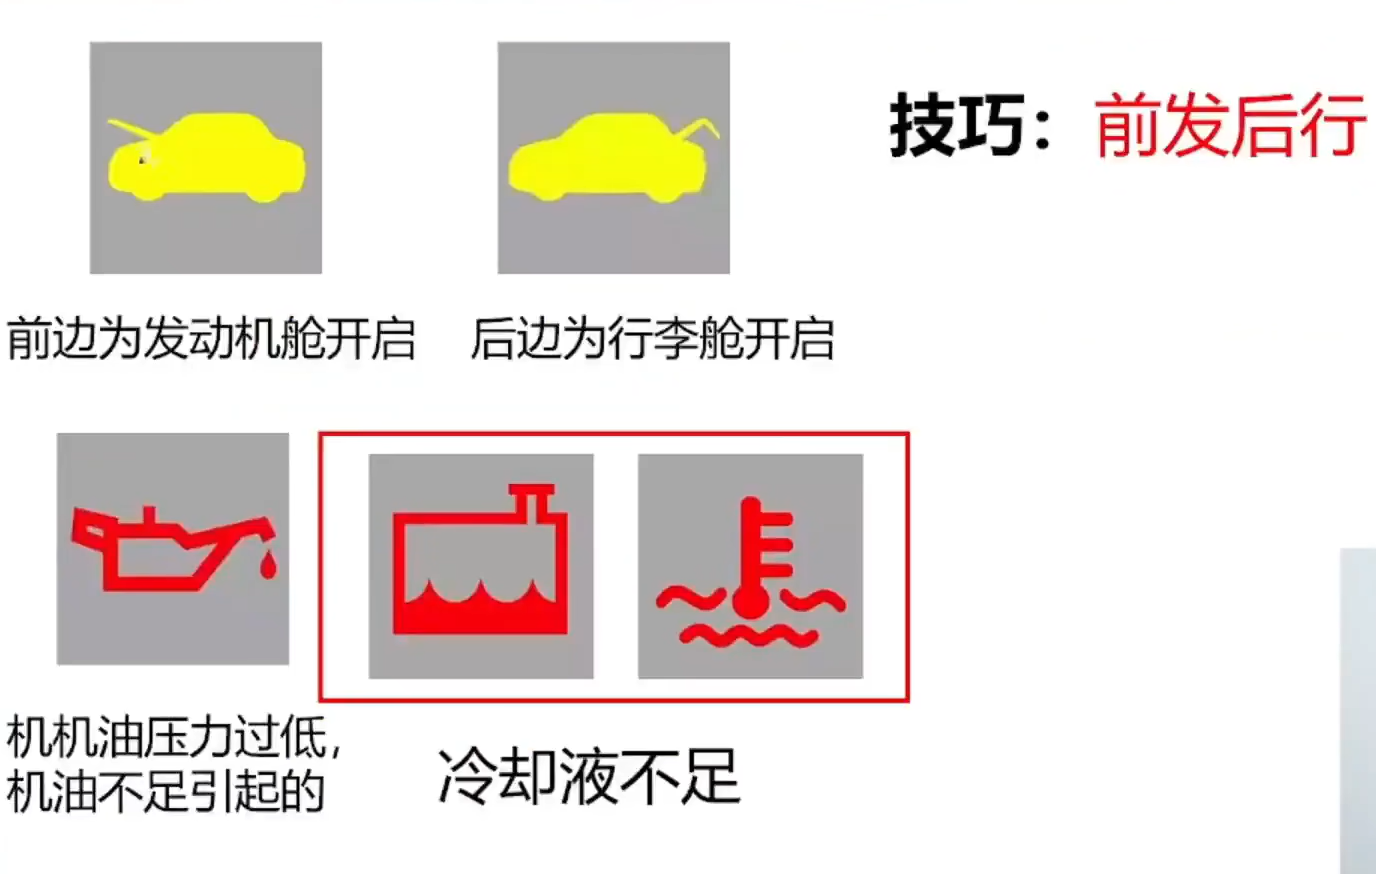 技巧：前发后行
前边为发动机舱开启
后边为行李舱开启
机机油压力过低，
机油不足引起的
冷却液不足